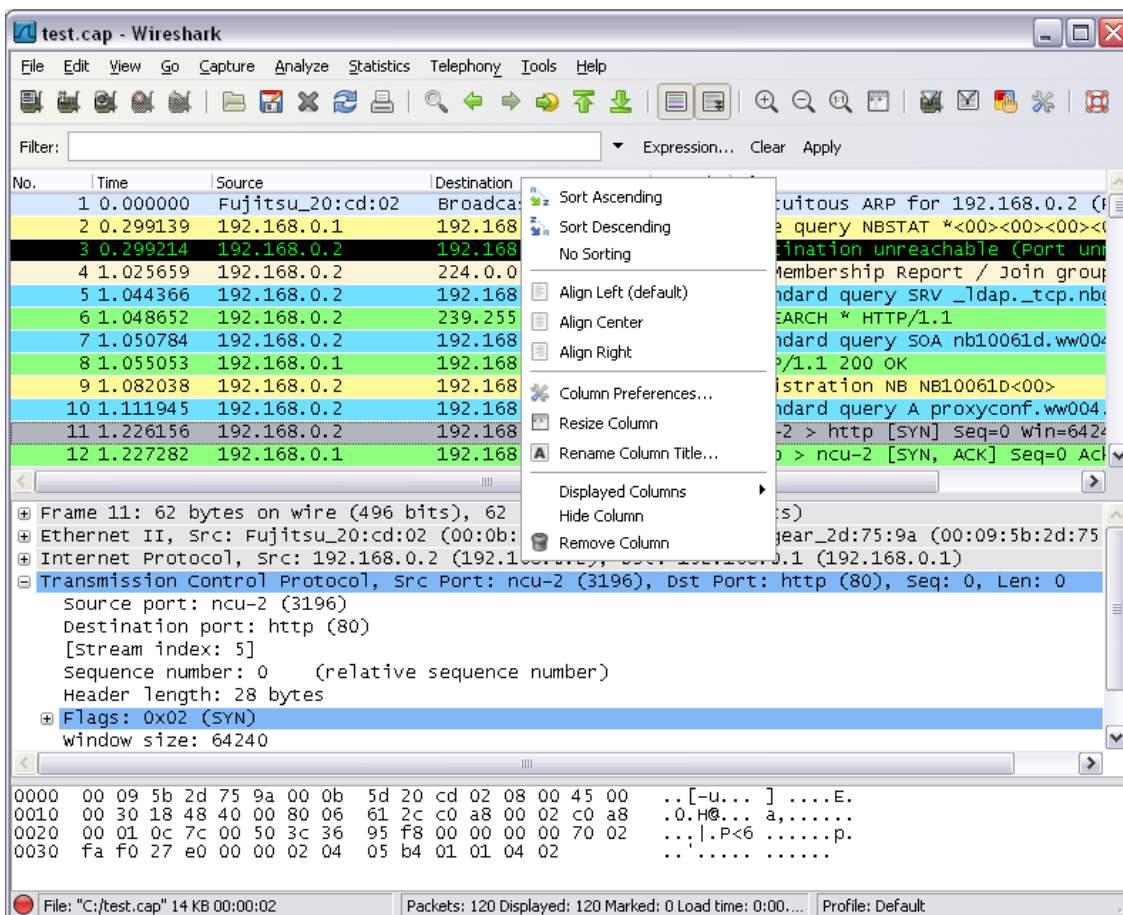 test.cap - Wireshark
File Edit View Go Capture Analyze Statistics Telephony Tools Help
Filter: Expression... Clear Apply
No. Time Source Destination
1 0.000000 Fujitsu_20:cd:02 Broadca tuitous ARP for 192.168.0.2 (
2 0.299139 192.168.0.1 192.168 e query NBSTAT *<00><00><00><
3 0.299214 192.168.0.2 192.168 tination unreachable (Port un
4 1.025659 192.168.0.2 224.0.0 Membership Report / Join group
5 1.044366 192.168.0.2 192.168 ndard query SRV _ldap._tcp.nb
6 1.048652 192.168.0.2 239.255 EARCH * HTTP/1.1
7 1.050784 192.168.0.2 192.168 ndard query SOA nb10061d.ww004
8 1.055053 192.168.0.1 192.168 P/1.1 200 OK
9 1.082038 192.168.0.2 192.168 istration NB NB10061D<00>
10 1.111945 192.168.0.2 192.168 ndard query A proxyconf.ww004.
11 1.226156 192.168.0.2 192.168 -2 > http [SYN] Seq=0 Win=6424
12 1.227282 192.168.0.1 192.168 > ncu-2 [SYN, ACK] Seq=0 Ack
Sort Ascending
Sort Descending
No Sorting
Align Left (default)
Align Center
Align Right
Column Preferences...
Resize Column
Rename Column Title...
Displayed Columns
Hide Column
Remove Column
Frame 11: 62 bytes on wire (496 bits), 62 ts)
Ethernet II, Src: Fujitsu_20:cd:02 (00:0b: gear_2d:75:9a (00:09:5b:2d:75
Internet Protocol, Src: 192.168.0.2 (192.1 .1 (192.168.0.1)
Transmission Control Protocol, Src Port: ncu-2 (3196), Dst Port: http (80), Seq: 0, Len: 0
Source port: ncu-2 (3196)
Destination port: http (80)
[Stream index: 5]
Sequence number: 0 (relative sequence number)
Header length: 28 bytes
Flags: 0x02 (SYN)
Window size: 64240
0000 00 09 5b 2d 75 9a 00 0b 5d 20 cd 02 08 00 45 00 ..[-u... ] ....E.
0010 00 30 18 48 40 00 80 06 61 2c c0 a8 00 02 c0 a8 .0.H@... a,......
0020 00 01 0c 7c 00 50 3c 36 95 f8 00 00 00 00 70 02 ...|.P<6 ......p.
0030 fa f0 27 e0 00 00 02 04 05 b4 01 01 04 02 ..'..... ......
File: "C:/test.cap" 14 KB 00:00:02 Packets: 120 Displayed: 120 Marked: 0 Load time: 0:00.... Profile: Default